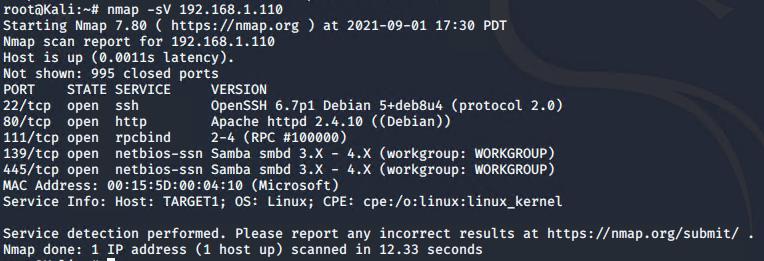 root@Kali:~# nmap -sV 192.168.1.110
Starting Nmap 7.80 ( https://nmap.org ) at 2021-09-01 17:30 PDT
Nmap scan report for 192.168.1.110
Host is up (0.0011s latency).
Not shown: 995 closed ports
PORT    STATE SERVICE     VERSION
22/tcp  open  ssh         OpenSSH 6.7p1 Debian 5+deb8u4 (protocol 2.0)
80/tcp  open  http        Apache httpd 2.4.10 ((Debian))
111/tcp open  rpcbind     2-4 (RPC #100000)
139/tcp open  netbios-ssn Samba smbd 3.X - 4.X (workgroup: WORKGROUP)
445/tcp open  netbios-ssn Samba smbd 3.X - 4.X (workgroup: WORKGROUP)
MAC Address: 00:15:5D:00:04:10 (Microsoft)
Service Info: Host: TARGET1; OS: Linux; CPE: cpe:/o:linux:linux_kernel

Service detection performed. Please report any incorrect results at https://nmap.org/submit/ .
Nmap done: 1 IP address (1 host up) scanned in 12.33 seconds